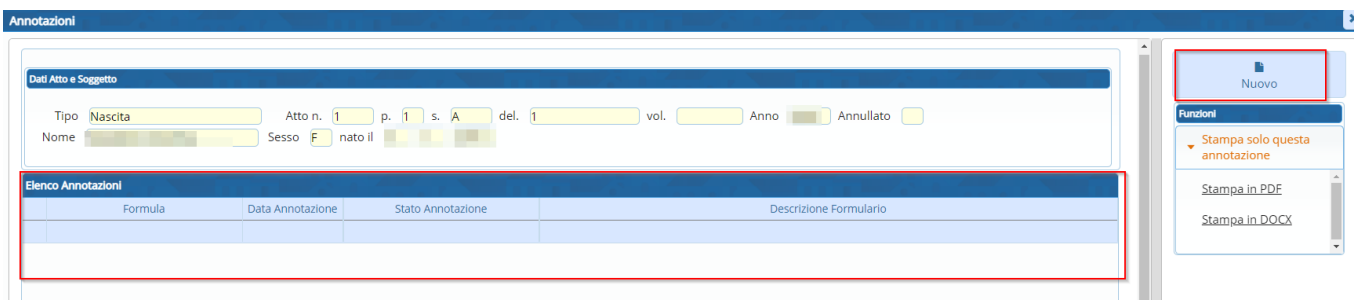 Annotazioni
Dati Atto e Soggetto
Tipo Nascita Atto n. 1 p. 1 s. A del. 1 vol. Anno Annullato
Nome Sesso F nato il
Elenco Annotazioni
Formula Data Annotazione Stato Annotazione Descrizione Formulario
Nuovo
Funzioni
Stampa solo questa
annotazione
Stampa in PDF
Stampa in DOCX